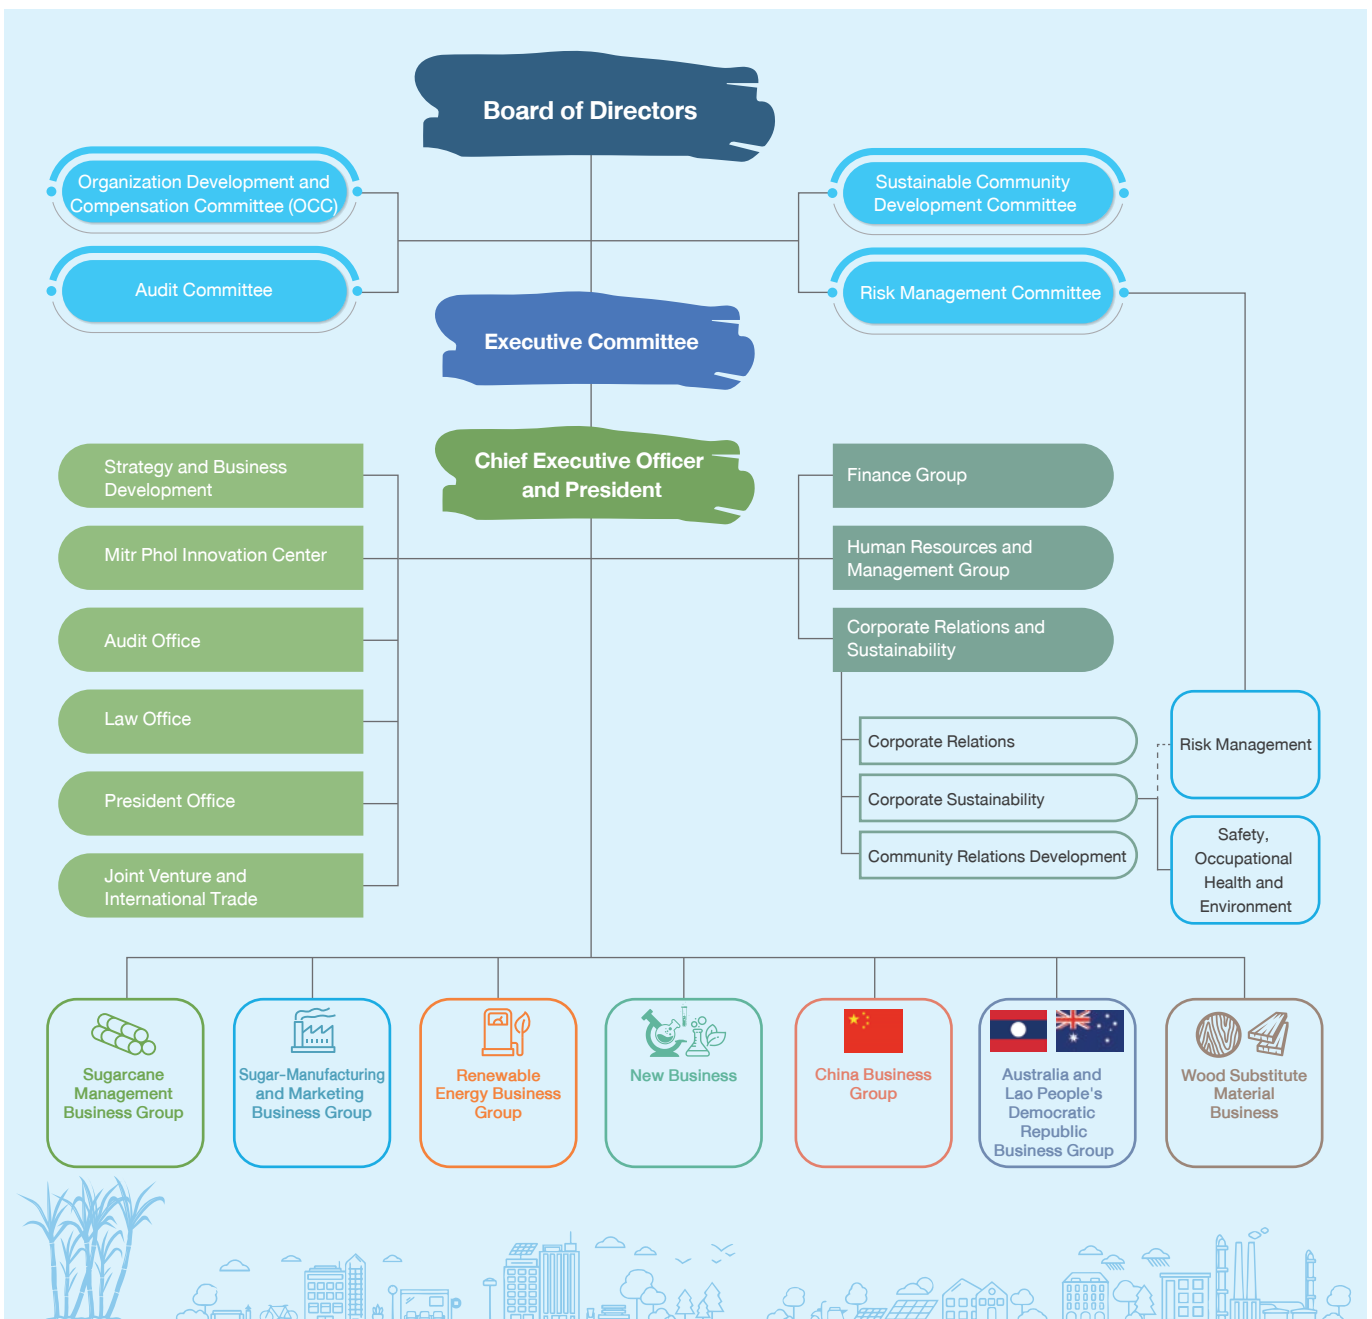 Board of Directors
Organization Development and
Compensation Committee (OCC)
Sustainable Community
Development Committee
Audit Committee
Risk Management Committee
Executive Committee
Chief Executive Officer
and President
Strategy and Business
Development
Mitr Phol Innovation Center
Audit Office
Law Office
President Office
Joint Venture and
International Trade
Finance Group
Human Resources and
Management Group
Corporate Relations and
Sustainability
Corporate Relations
Corporate Sustainability
Community Relations Development
Risk Management
Safety,
Occupational
Health and
Environment
Sugarcane
Management
Business Group
Sugar-Manufacturing
and Marketing
Business Group
Renewable
Energy Business
Group
New Business
China Business
Group
Australia and
Lao People's
Democratic
Republic
Business Group
Wood Substitute
Material
Business